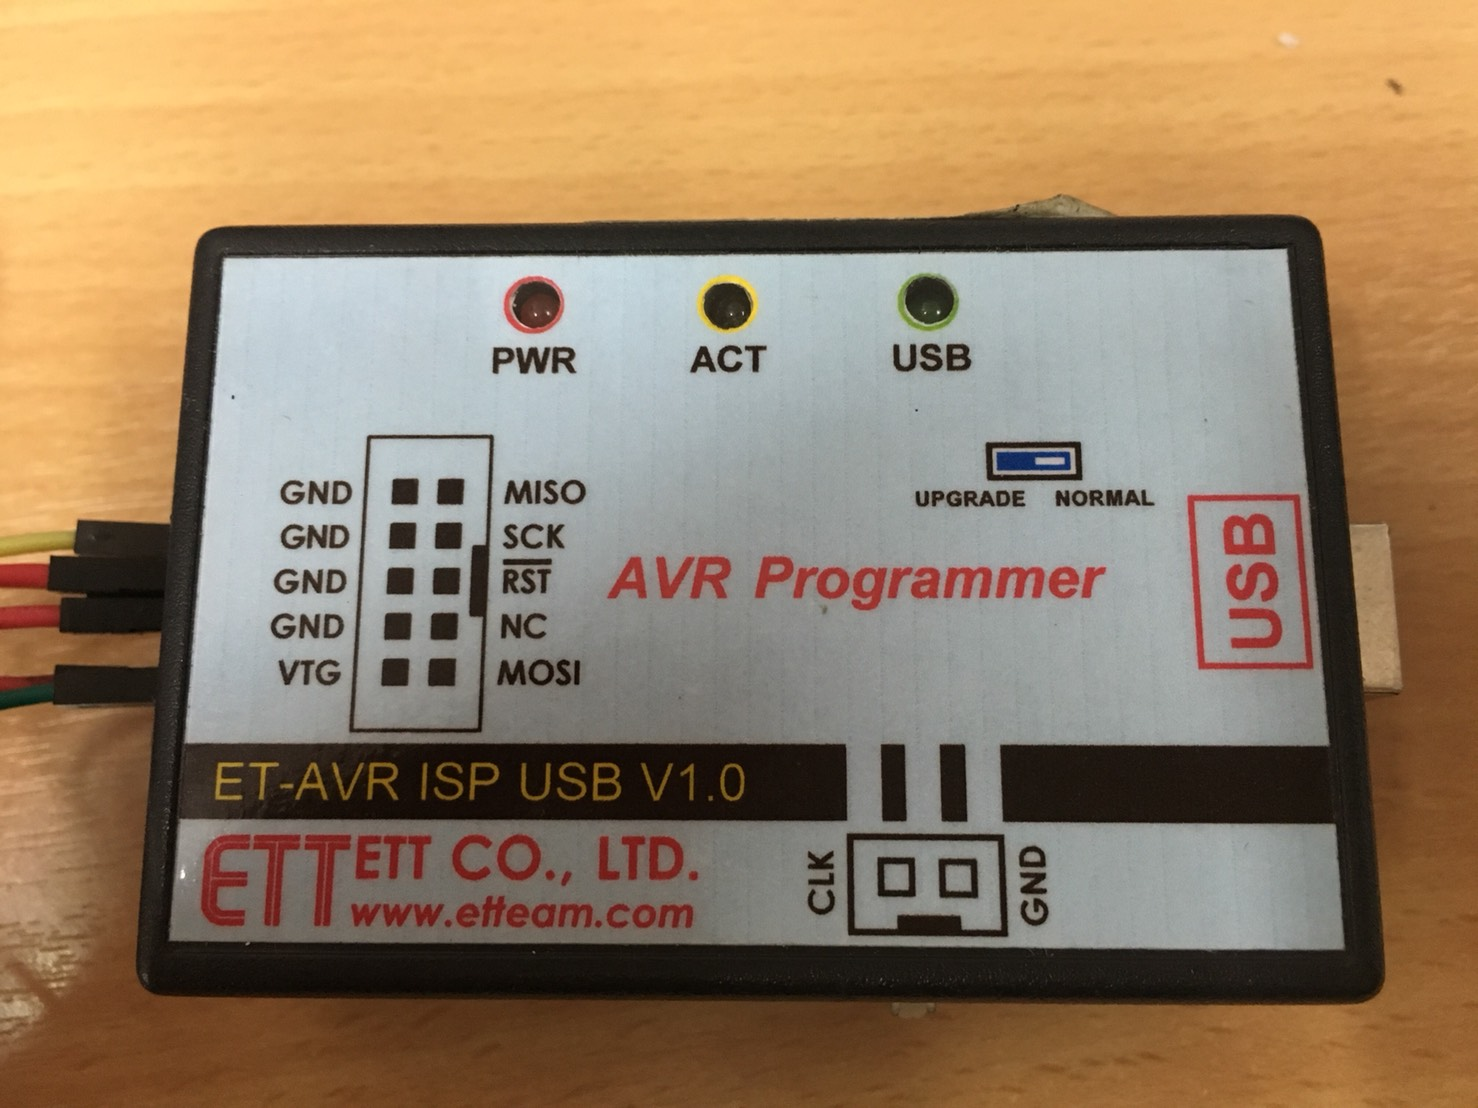 PWR ACT USB
UPGRADE NORMAL
GND MISO
GND SCK
GND RST
GND NC
VTG MOSI
AVR Programmer
USB
ET-AVR ISP USB V1.0
ETT ETT CO., LTD.
www.etteam.com
CLK GND